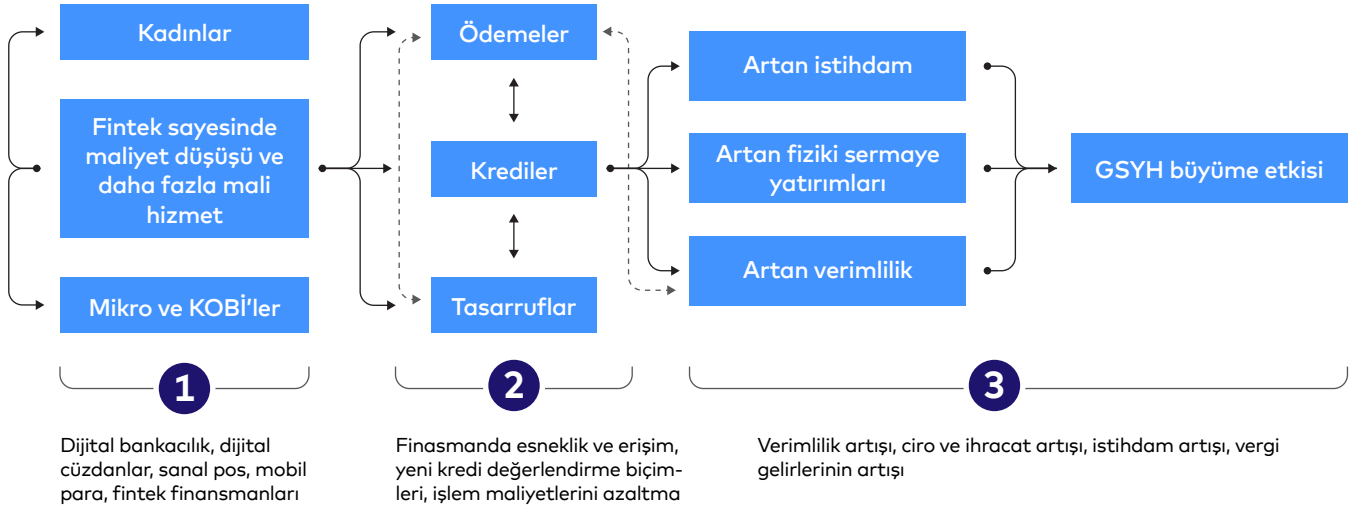 Kadınlar
Fintek sayesinde
maliyet düşüşü ve
daha fazla mali
hizmet
Mikro ve KOBİ’ler
Ödemeler
Krediler
Tasarruflar
Artan istihdam
Artan fiziki sermaye
yatırımları
Artan verimlilik
GSYH büyüme etkisi
1
Dijital bankacılık, dijital
cüzdanlar, sanal pos, mobil
para, fintek finansmanları
2
Finasmanda esneklik ve erişim,
yeni kredi değerlendirme biçim-
leri, işlem maliyetlerini azaltma
3
Verimlilik artışı, ciro ve ihracat artışı, istihdam artışı, vergi
gelirlerinin artışı